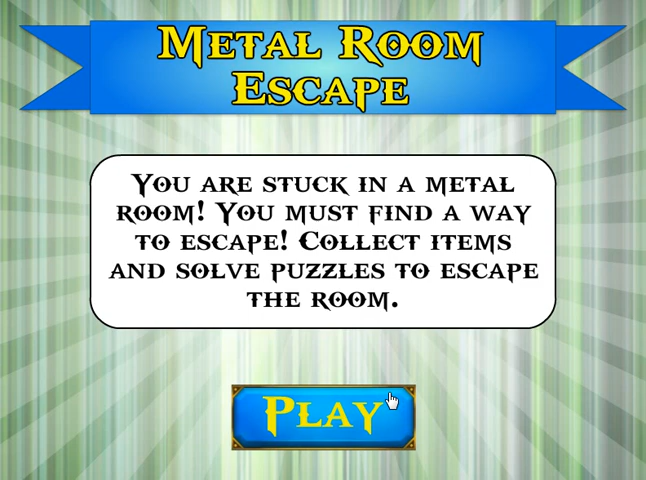 Metal Room
Escape
You are stuck in a metal
room! You must find a way
to escape! Collect items
and solve puzzles to escape
the room.
Play